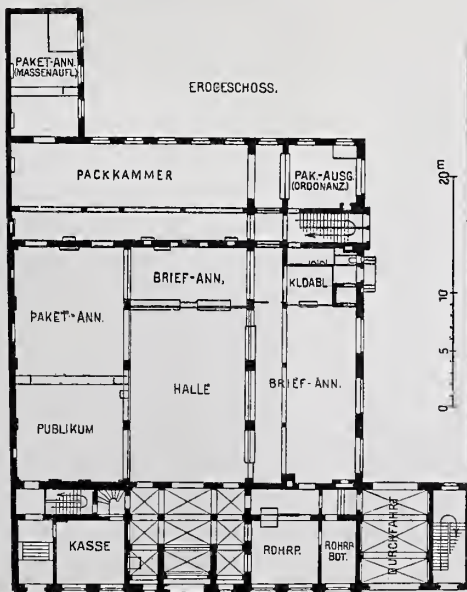 PAKET-ANN.
(MASSENAUFL)
ERDGESCHOSS.
PACKKAMMER
PAK.-AUSG.
(ORDONANZ.)
20m
BRIEF-ANN.
KLDABL
PAKET-ANN.
10
HALLE
BRIEF-ANN.
5
PUBLIKUM
0
KASSE
ROHRP.
ROHRP.
BOT.
DURCHFAHRT